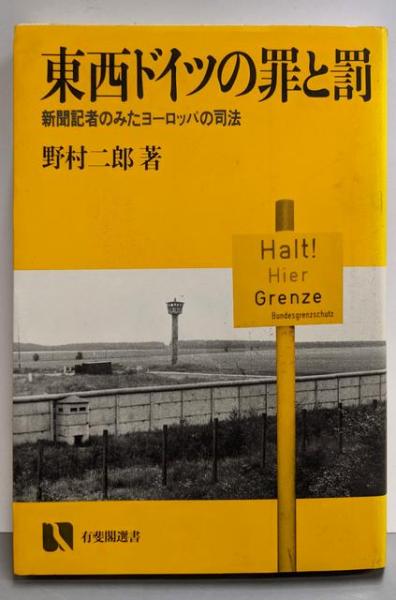 東西ドイツの罪と罰
新聞記者のみたヨーロッパの司法
野村二郎 著
Halt!
Hier
Grenze
Bundesgrenzschutz
有斐閣選書